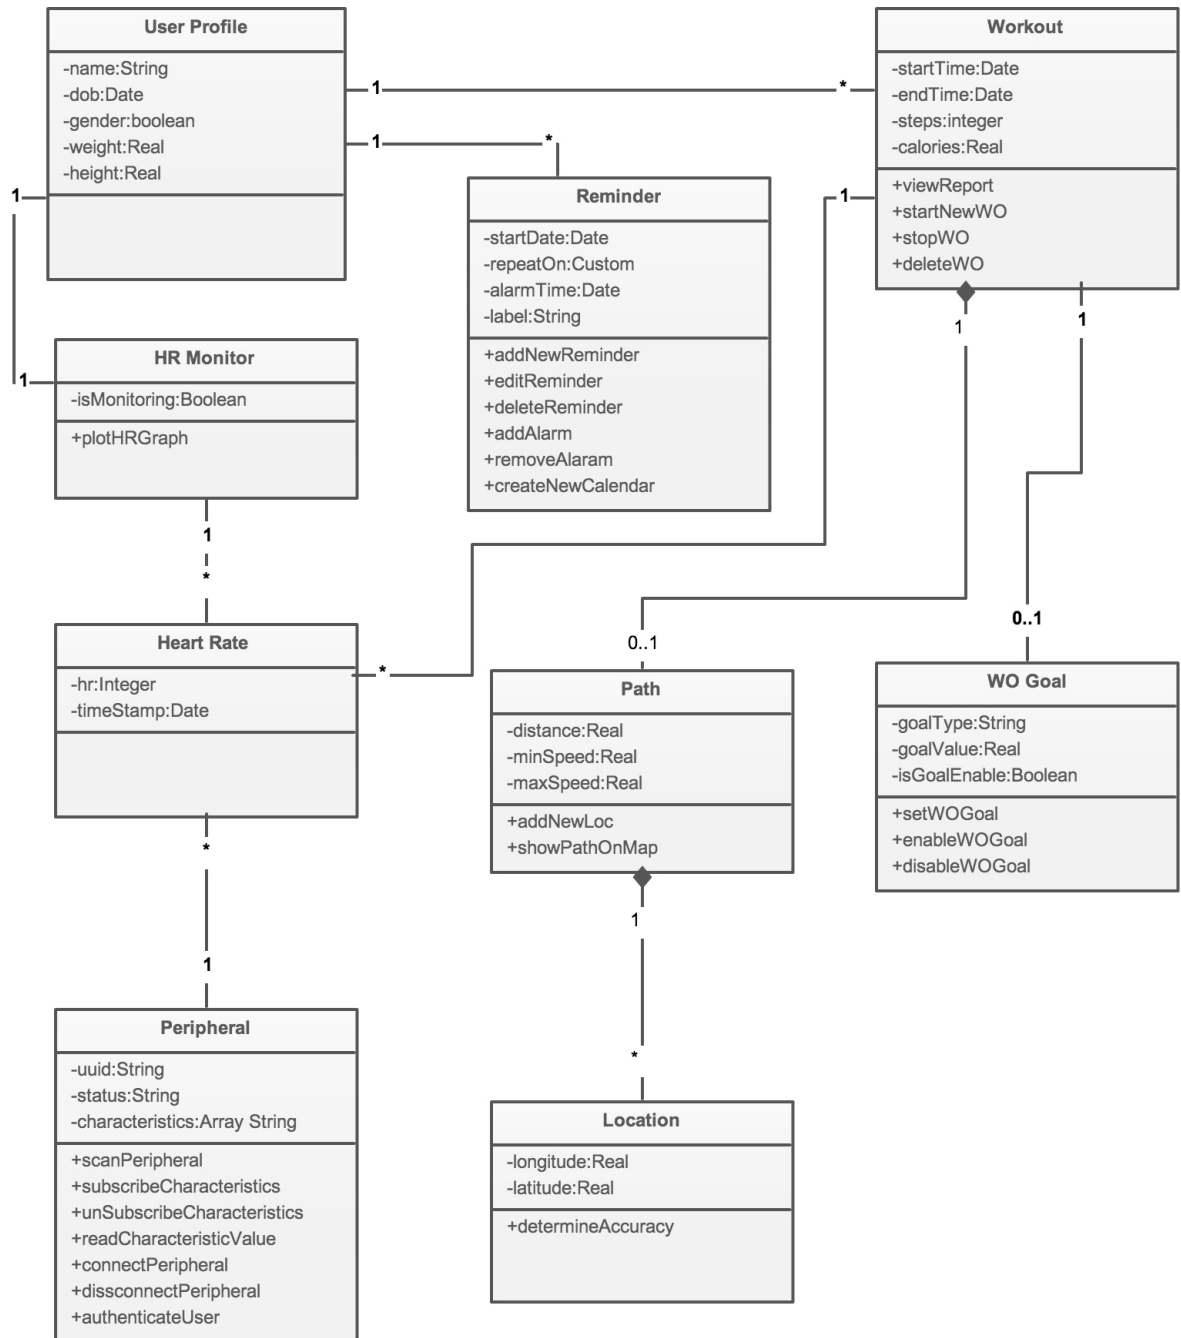 User Profile
-name:String
-dob:Date
-gender:boolean
-weight:Real
-height:Real
1
*
1
*
1
1
Workout
-startTime:Date
-endTime:Date
-steps:integer
-calories:Real
+viewReport
+startNewWO
+stopWO
+deleteWO
1
1
1
Reminder
-startDate:Date
-repeatOn:Custom
-alarmTime:Date
-label:String
+addNewReminder
+editReminder
+deleteReminder
+addAlarm
+removeAlaram
+createNewCalendar
HR Monitor
-isMonitoring:Boolean
+plotHRGraph
1
*
Heart Rate
-hr:Integer
-timeStamp:Date
*
*
1
0..1
Path
-distance:Real
-minSpeed:Real
-maxSpeed:Real
+addNewLoc
+showPathOnMap
1
*
0..1
WO Goal
-goalType:String
-goalValue:Real
-isGoalEnable:Boolean
+setWOGoal
+enableWOGoal
+disableWOGoal
Peripheral
-uuid:String
-status:String
-characteristics:Array String
+scanPeripheral
+subscribeCharacteristics
+unSubscribeCharacteristics
+readCharacteristicValue
+connectPeripheral
+dissconnectPeripheral
+authenticateUser
Location
-longitude:Real
-latitude:Real
+determineAccuracy